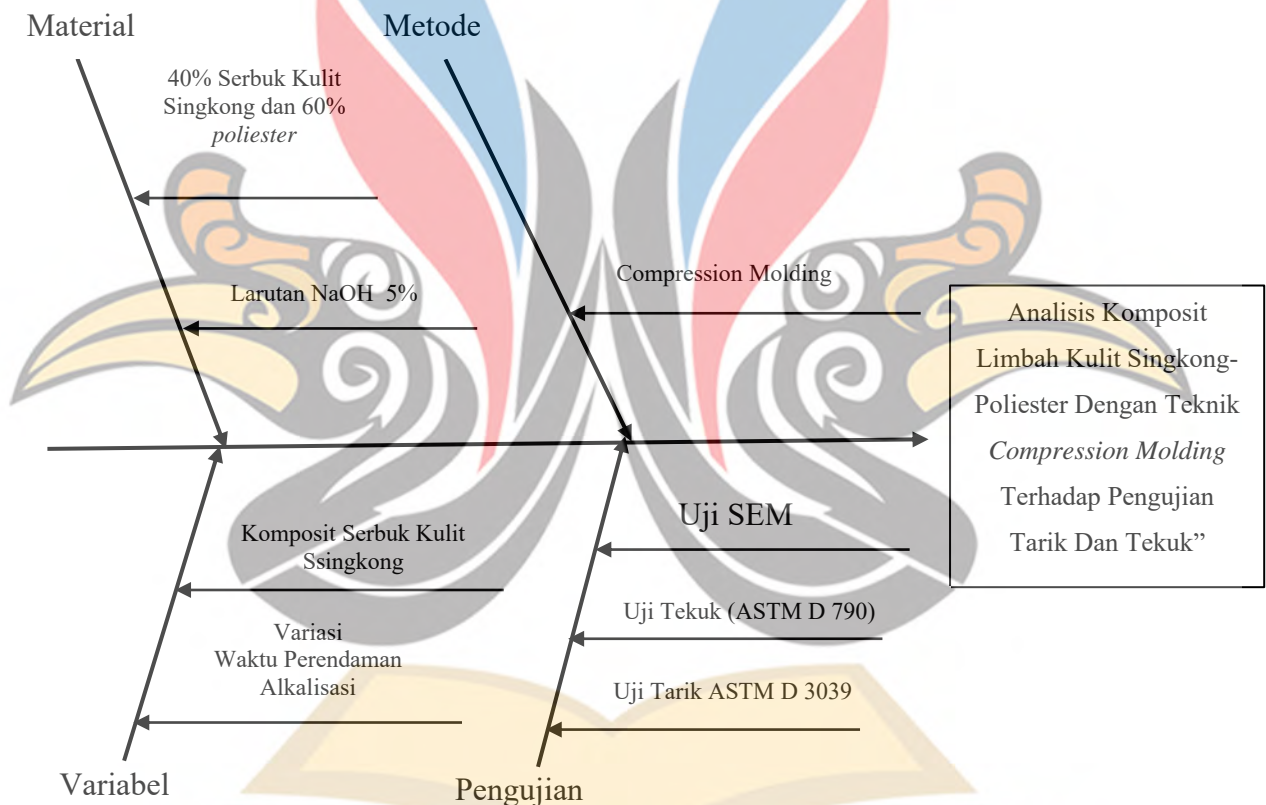 Material
Metode
40% Serbuk Kulit
Singkong dan 60%
poliester
Larutan NaOH  5%
Compression Molding
Analisis Komposit
Limbah Kulit Singkong-
Poliester Dengan Teknik
Compression Molding
Terhadap Pengujian
Tarik Dan Tekuk”
Komposit Serbuk Kulit
Ssingkong
Variasi
Waktu Perendaman
Alkalisasi
Uji SEM
Uji Tekuk (ASTM D 790)
Uji Tarik ASTM D 3039
Variabel
Pengujian